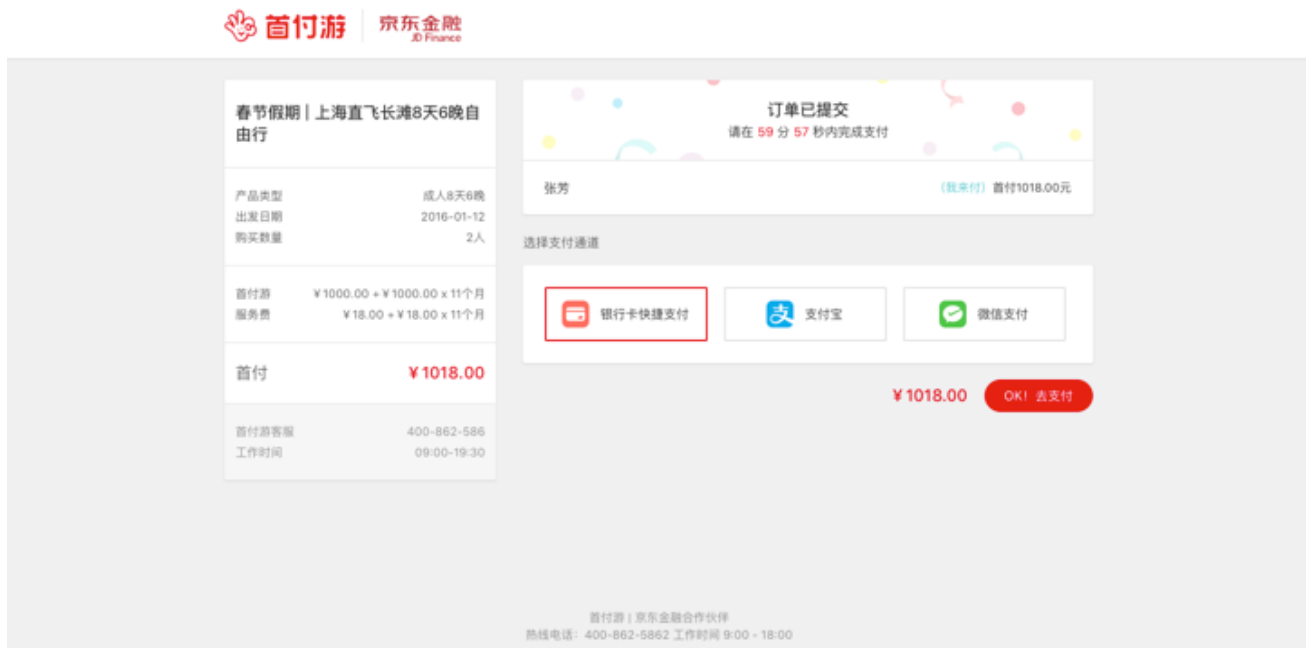 首付游 京东金融
JD Finance
春节假期 | 上海直飞长滩8天6晚自
由行
产品类型 成人8天6晚
出发日期 2016-01-12
购买数量 2人
首付游 ¥1000.00 + ¥1000.00 x 11个月
服务费 ¥18.00 + ¥18.00 x 11个月
首付 ¥1018.00
首付游客服 400-862-586
工作时间 09:00-19:30
订单已提交
请在 59 分 57 秒内完成支付
张芳 (我来付) 首付1018.00元
选择支付通道
银行卡快捷支付 支 支付宝 微信支付
¥1018.00 OK! 去支付
首付游 | 京东金融合作伙伴
热线电话：400-862-5862 工作时间 9:00 - 18:00